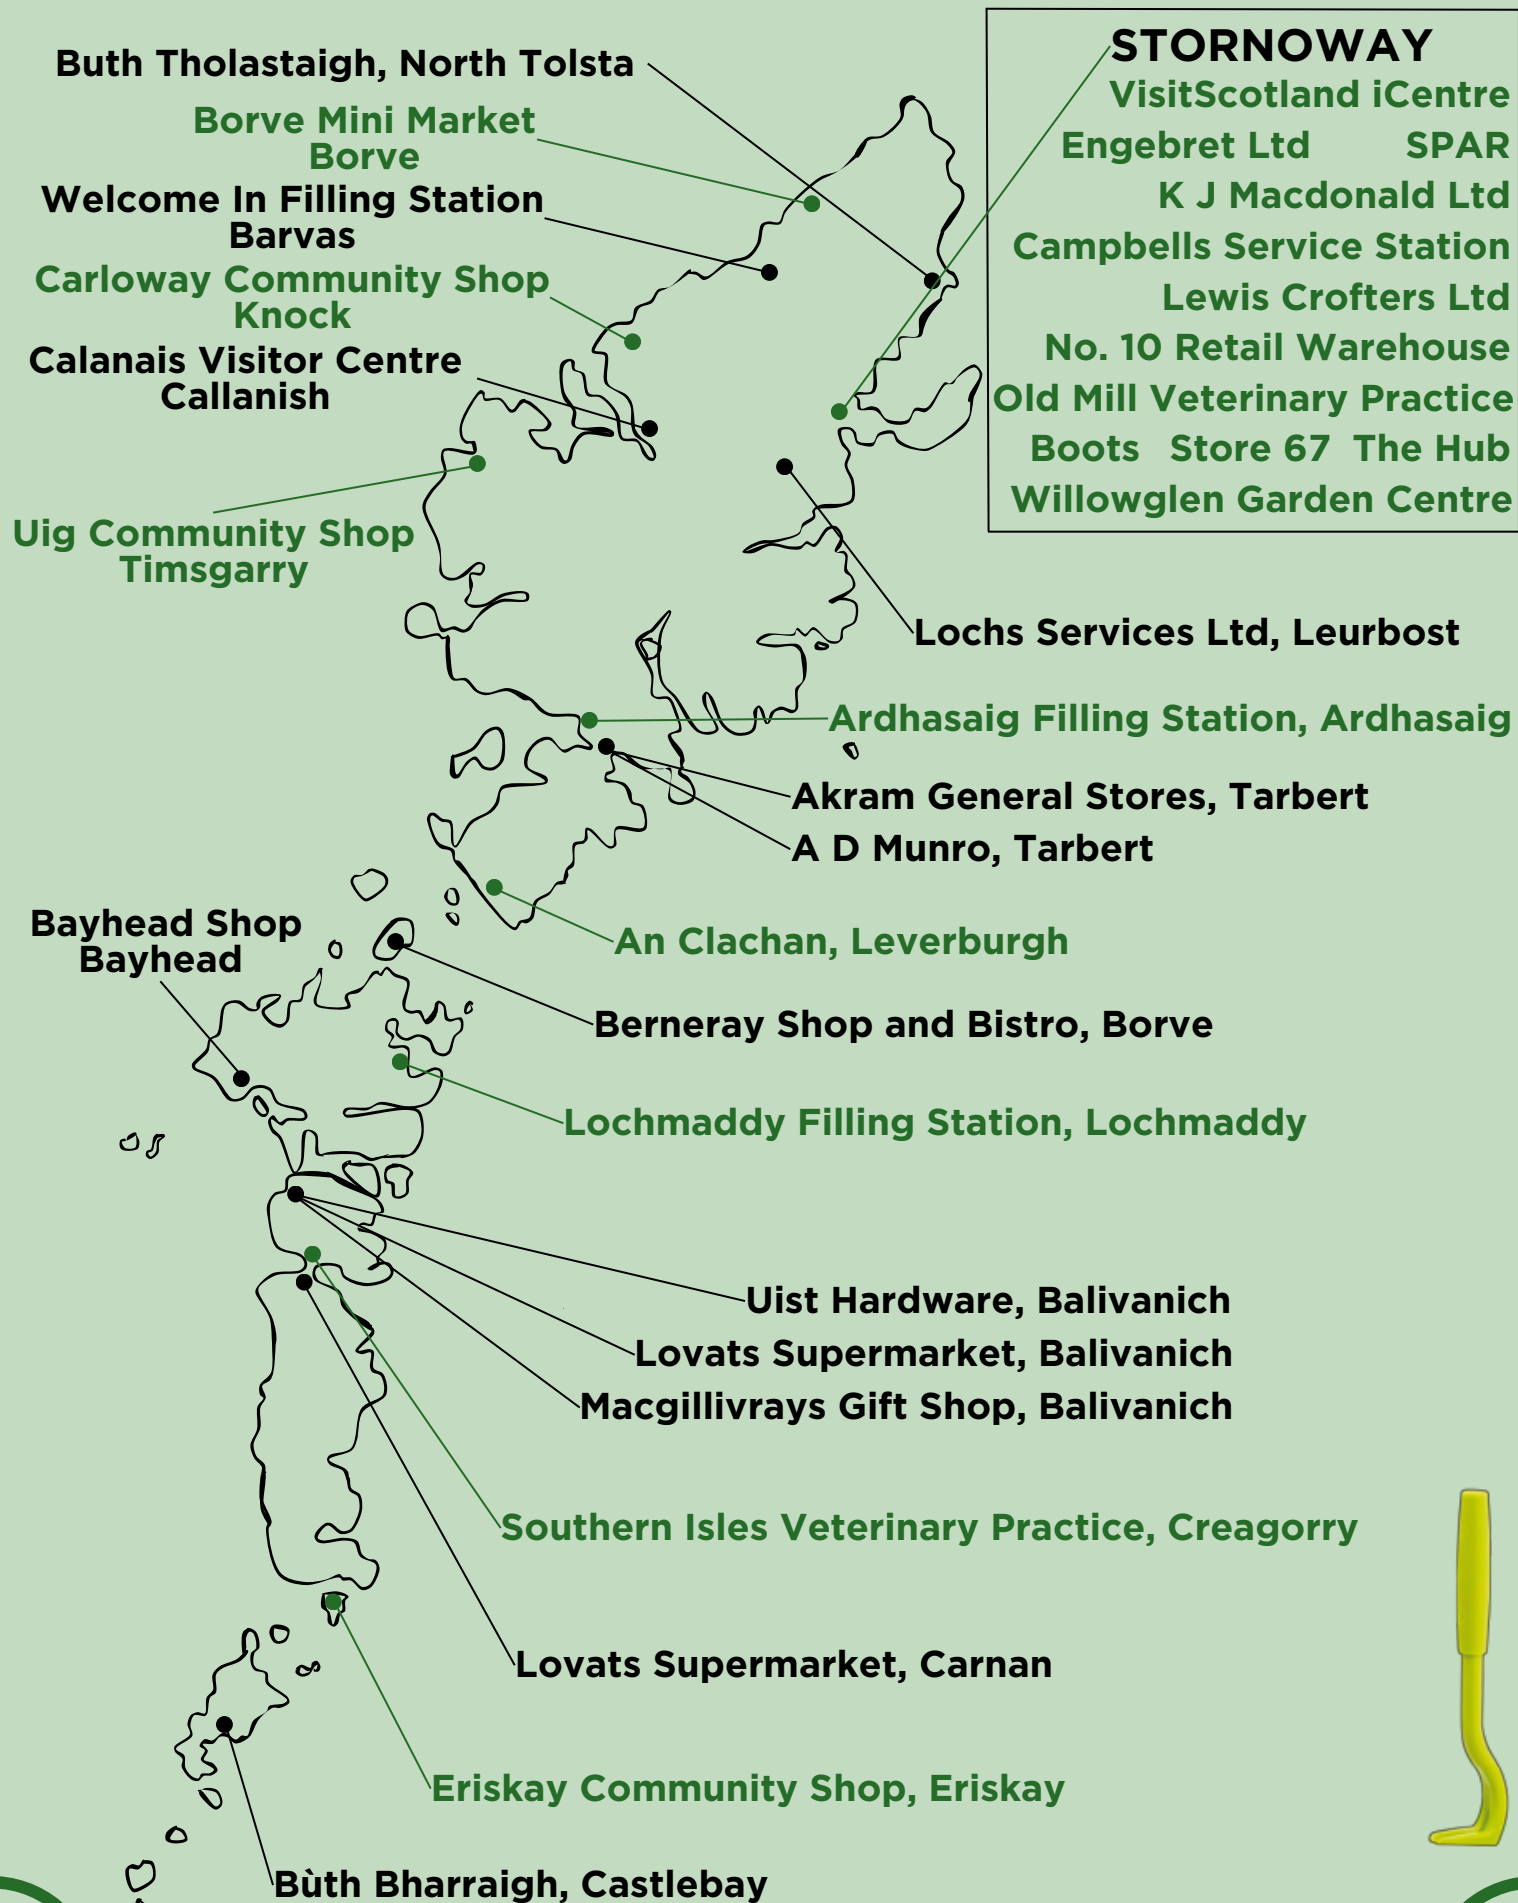 Buth Tholastaigh, North Tolsta
Borve Mini Market
Borve
Welcome In Filling Station
Barvas
Carloway Community Shop
Knock
Calanais Visitor Centre
Callanish
Uig Community Shop
Timsgarry
STORNOWAY
VisitScotland iCentre
Engebret Ltd SPAR
K J Macdonald Ltd
Campbells Service Station
Lewis Crofters Ltd
No. 10 Retail Warehouse
Old Mill Veterinary Practice
Boots Store 67 The Hub
Willowglen Garden Centre
Lochs Services Ltd, Leurbost
Ardhasaig Filling Station, Ardhasaig
Akram General Stores, Tarbert
A D Munro, Tarbert
An Clachan, Leverburgh
Bayhead Shop
Bayhead
Berneray Shop and Bistro, Borve
Lochmaddy Filling Station, Lochmaddy
Uist Hardware, Balivanich
Lovats Supermarket, Balivanich
Macgillivrays Gift Shop, Balivanich
Southern Isles Veterinary Practice, Creagorry
Lovats Supermarket, Carnan
Eriskay Community Shop, Eriskay
Bùth Bharraigh, Castlebay